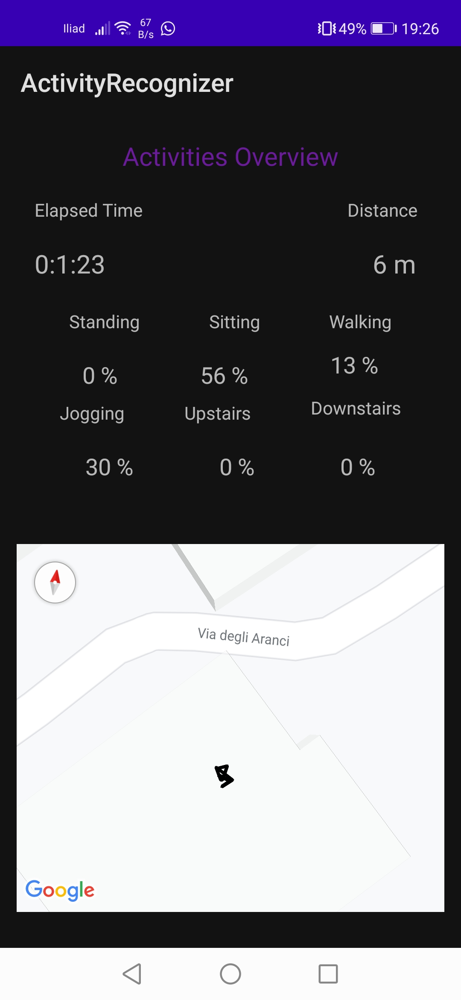 Iliad 67 B/s 49% 19:26
ActivityRecognizer
Activities Overview
Elapsed Time Distance
0:1:23 6 m
Standing Sitting Walking
0 % 56 % 13 %
Jogging Upstairs Downstairs
30 % 0 % 0 %
Via degli Aranci
Google